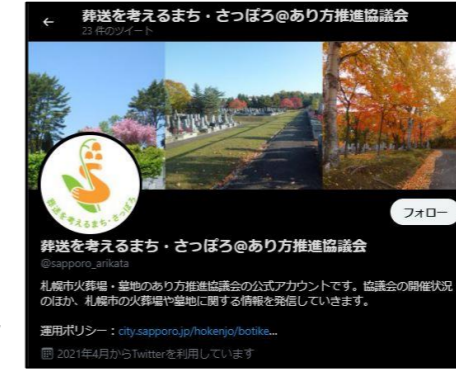 葬送を考えるまち・さっぽろ@あり方推進協議会
23 件のツイート
葬送を考えるまち・さっぽろ
フォロー
葬送を考えるまち・さっぽろ@あり方推進協議会
@sapporo_arikata
札幌市火葬場・墓地のあり方推進協議会の公式アカウントです。協議会の開催状況
のほか、札幌市の火葬場や墓地に関する情報を発信していきます。
運用ポリシー：city.sapporo.jp/hokenjo/botike...
2021年4月からTwitterを利用しています